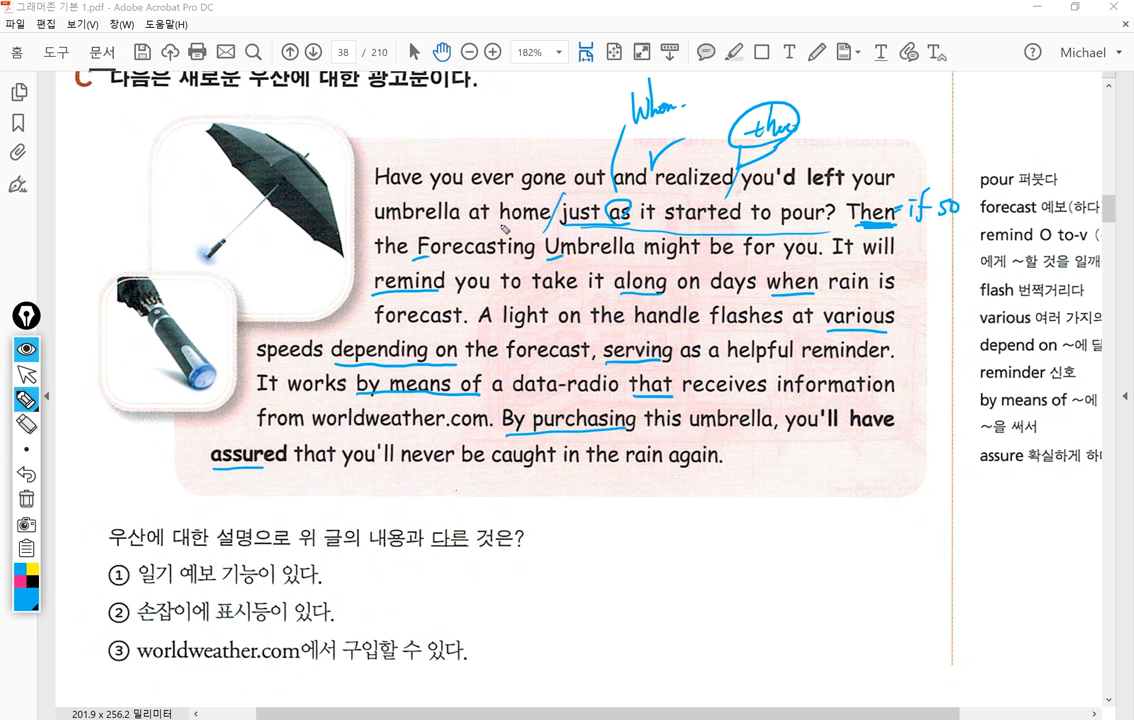 그래머존 기본 1.pdf - Adobe Acrobat Pro DC
파일 편집 보기(V) 창(W) 도움말(H)
홈 도구 문서 38 / 210 182% Michael
C 다음은 새로운 우산에 대한 광고문이다.
When.
Have you ever gone out and realized you'd left your
umbrella at home just as it started to pour? Then = if so
the Forecasting Umbrella might be for you. It will
remind you to take it along on days when rain is
forecast. A light on the handle flashes at various
speeds depending on the forecast, serving as a helpful reminder.
It works by means of a data-radio that receives information
from worldweather.com. By purchasing this umbrella, you'll have
assured that you'll never be caught in the rain again.
pour 퍼붓다
forecast 예보(하다)
remind O to-v (
에게 ~할 것을 일깨
flash 번쩍거리다
various 여러 가지의
depend on ~에 달
reminder 신호
by means of ~에
~을 써서
assure 확실하게 하
우산에 대한 설명으로 위 글의 내용과 다른 것은?
① 일기 예보 기능이 있다.
② 손잡이에 표시등이 있다.
③ worldweather.com에서 구입할 수 있다.
201.9 x 256.2 밀리미터